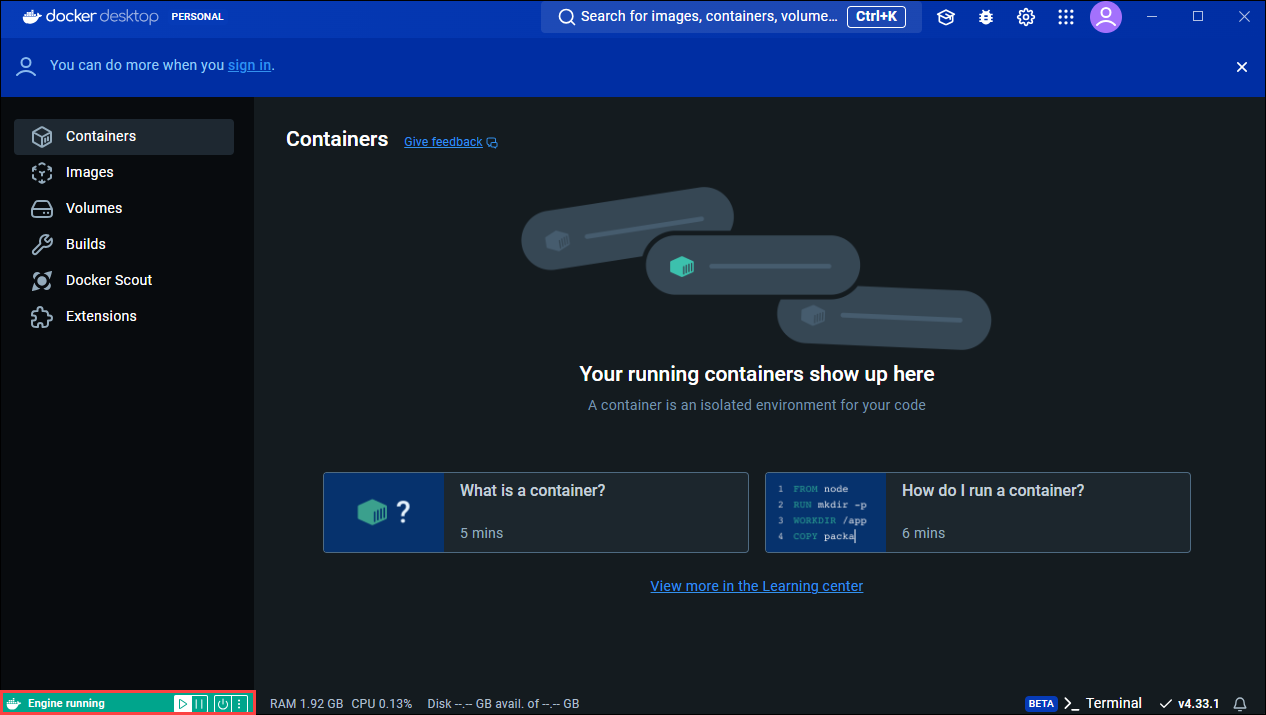 docker desktop PERSONAL
Search for images, containers, volume... Ctrl+K
You can do more when you sign in.
Containers
Images
Volumes
Builds
Docker Scout
Extensions
Containers Give feedback
Your running containers show up here
A container is an isolated environment for your code
?
What is a container?
5 mins
1 FROM node
2 RUN mkdir -p
3 WORKDIR /app
4 COPY packa
How do I run a container?
6 mins
View more in the Learning center
Engine running
RAM 1.92 GB CPU 0.13% Disk --.-- GB avail. of --.-- GB
BETA >_ Terminal v4.33.1